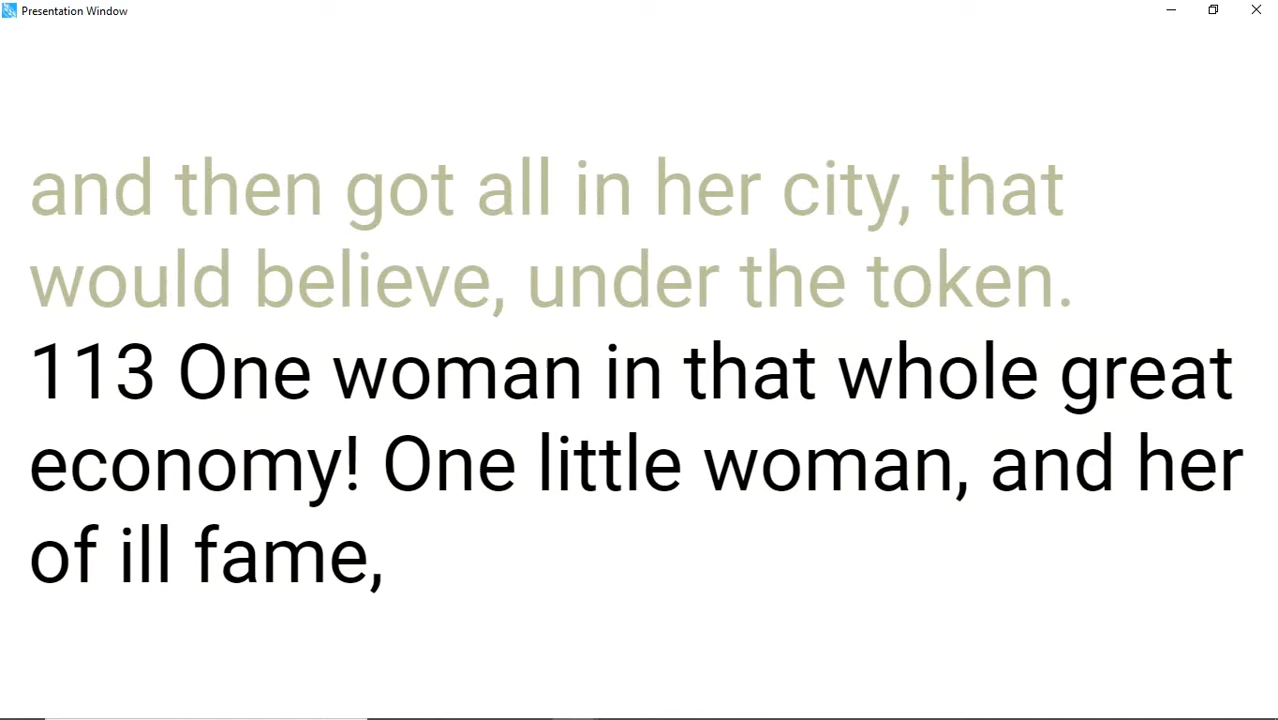 Presentation Window
and then got all in her city, that
would believe, under the token.
113 One woman in that whole great
economy! One little woman, and her
of ill fame,